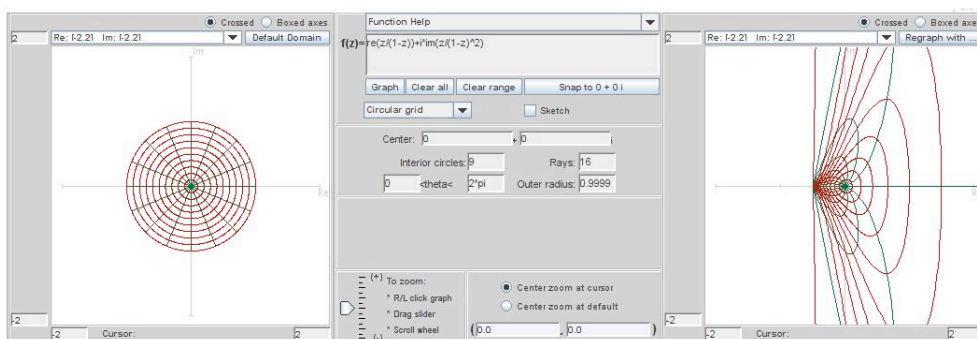 Crossed Boxed axes
2 Re: [-2.2] Im: [-2.2] Default Domain
Im
Re
-2
-2 Cursor: 2
Function Help
f(z)= re(z/(1-z))+i*im(z/(1-z)^2)
Graph Clear all Clear range Snap to 0 + 0 i
Circular grid Sketch
Center: 0 + 0 i
Interior circles: 9 Rays: 16
0 <theta< 2*pi Outer radius: 0.9999
(+) To zoom:
* R/L click graph
* Drag slider
* Scroll wheel
(-)
Center zoom at cursor
Center zoom at default
( 0.0 , 0.0 )
Crossed Boxed axes
2 Re: [-2.2] Im: [-2.2] Regraph with ...
Im
-2
-2 Cursor: 2